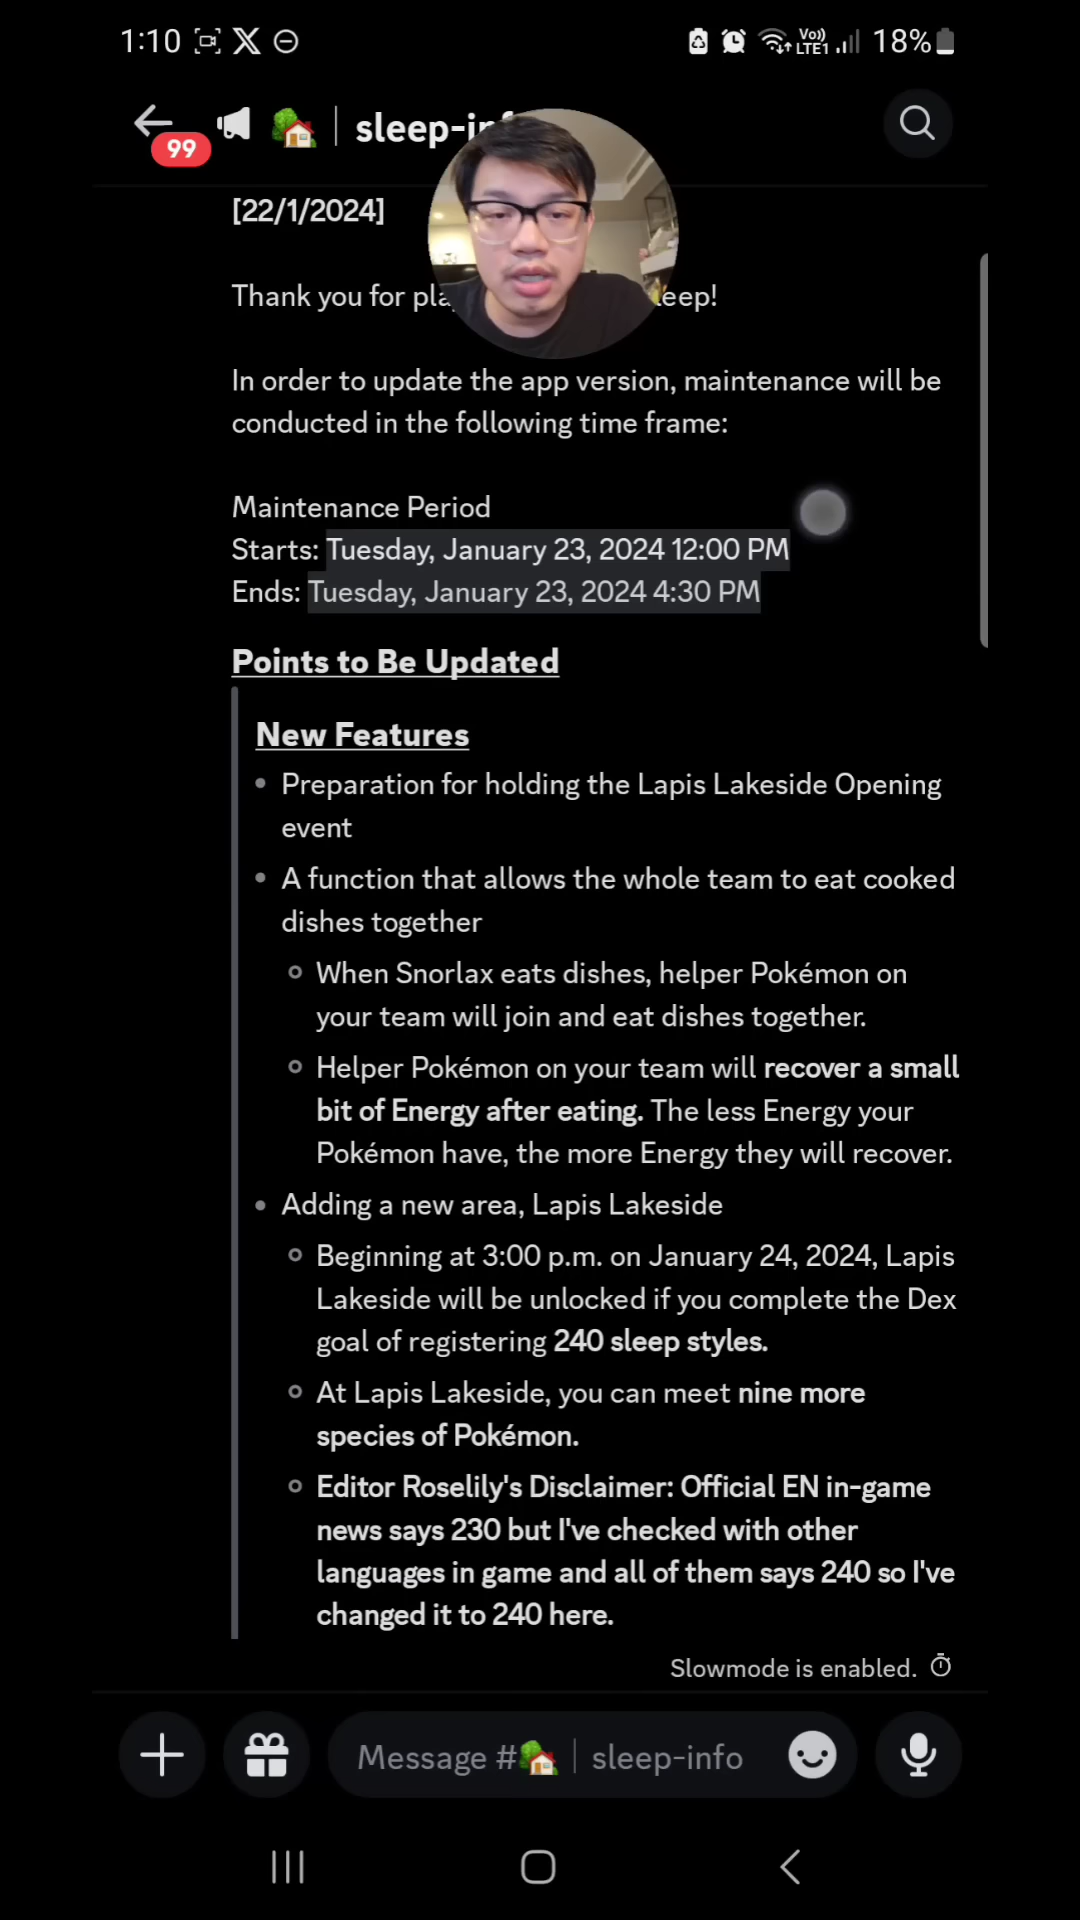 1:10
Vo))
LTE1
18%
99
sleep-inf
[22/1/2024]
Thank you for pla leep!
In order to update the app version, maintenance will be
conducted in the following time frame:
Maintenance Period
Starts: Tuesday, January 23, 2024 12:00 PM
Ends: Tuesday, January 23, 2024 4:30 PM
Points to Be Updated
New Features
• Preparation for holding the Lapis Lakeside Opening
event
• A function that allows the whole team to eat cooked
dishes together
◦ When Snorlax eats dishes, helper Pokémon on
your team will join and eat dishes together.
◦ Helper Pokémon on your team will recover a small
bit of Energy after eating. The less Energy your
Pokémon have, the more Energy they will recover.
• Adding a new area, Lapis Lakeside
◦ Beginning at 3:00 p.m. on January 24, 2024, Lapis
Lakeside will be unlocked if you complete the Dex
goal of registering 240 sleep styles.
◦ At Lapis Lakeside, you can meet nine more
species of Pokémon.
◦ Editor Roselily's Disclaimer: Official EN in-game
news says 230 but I've checked with other
languages in game and all of them says 240 so I've
changed it to 240 here.
Slowmode is enabled.
Message # | sleep-info